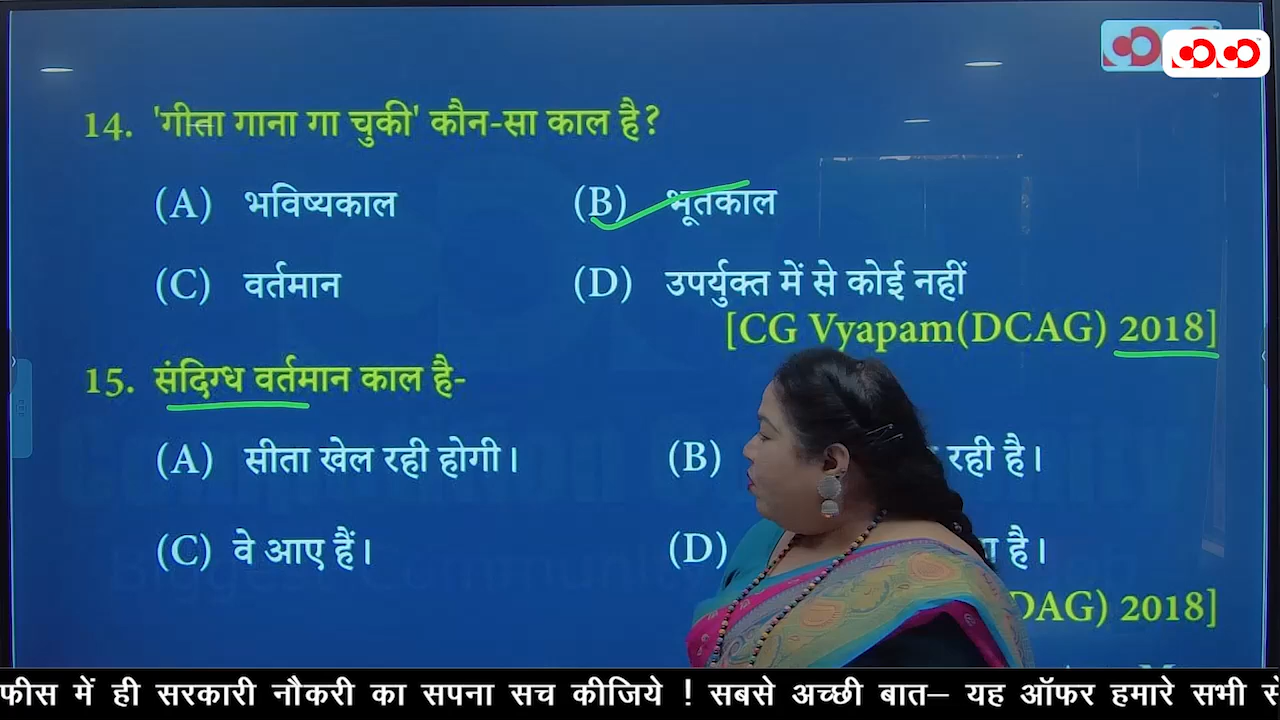 14. 'गीता गाना गा चुकी' कौन-सा काल है?
(A) भविष्यकाल (B) भूतकाल
(C) वर्तमान (D) उपर्युक्त में से कोई नहीं
[CG Vyapam(DCAG) 2018]
15. संदिग्ध वर्तमान काल है-
(A) सीता खेल रही होगी। (B) रही है।
(C) वे आए हैं। (D) है।
DAG) 2018]
फीस में ही सरकारी नौकरी का सपना सच कीजिये ! सबसे अच्छी बात– यह ऑफर हमारे सभी